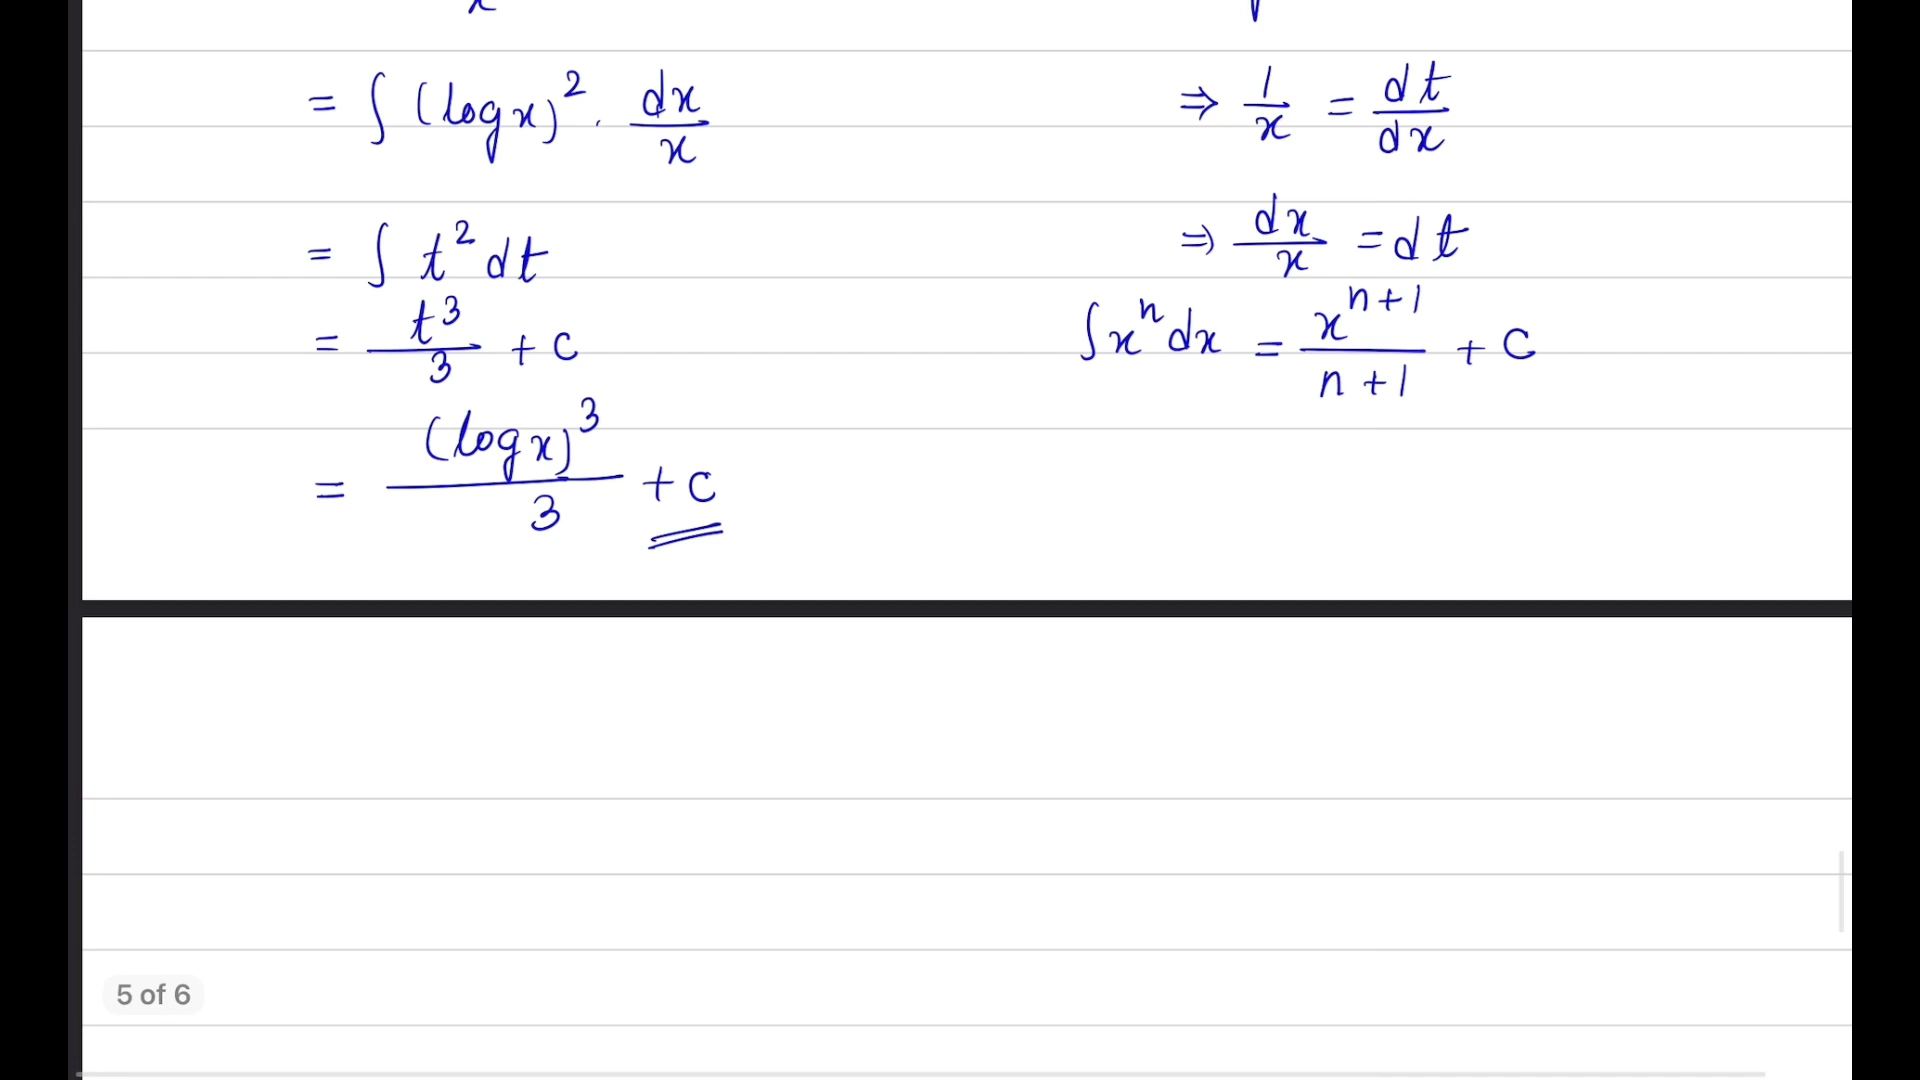 = ∫ (log x)² . dx/x
= ∫ t² dt
= t³/3 + c
= (log x)³/3 + c
⇒ 1/x = dt/dx
⇒ dx/x = dt
∫xⁿ dx = xⁿ⁺¹/n+1 + c
5 of 6